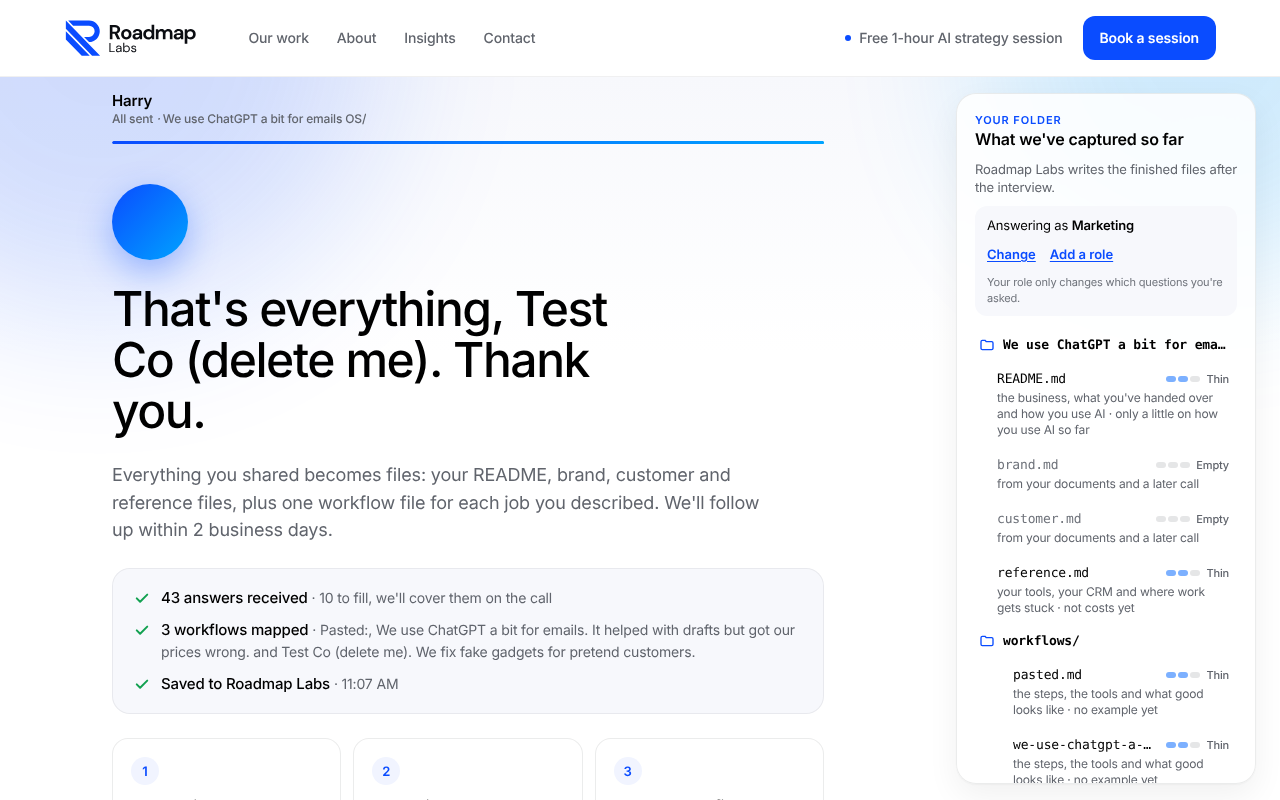 Roadmap
Labs
Our work
About
Insights
Contact
Free 1-hour AI strategy session
Book a session
Harry
All sent · We use ChatGPT a bit for emails OS/
That's everything, Test
Co (delete me). Thank
you.
Everything you shared becomes files: your README, brand, customer and
reference files, plus one workflow file for each job you described. We'll follow
up within 2 business days.
43 answers received · 10 to fill, we'll cover them on the call
3 workflows mapped · Pasted:, We use ChatGPT a bit for emails. It helped with drafts but got our
prices wrong. and Test Co (delete me). We fix fake gadgets for pretend customers.
Saved to Roadmap Labs · 11:07 AM
1
2
3
YOUR FOLDER
What we've captured so far
Roadmap Labs writes the finished files after
the interview.
Answering as Marketing
Change
Add a role
Your role only changes which questions you're
asked.
We use ChatGPT a bit for ema…
README.md
Thin
the business, what you've handed over
and how you use AI · only a little on how
you use AI so far
brand.md
Empty
from your documents and a later call
customer.md
Empty
from your documents and a later call
reference.md
Thin
your tools, your CRM and where work
gets stuck · not costs yet
workflows/
pasted.md
Thin
the steps, the tools and what good
looks like · no example yet
we-use-chatgpt-a-…
Thin
the steps, the tools and what good
looks like · no example yet